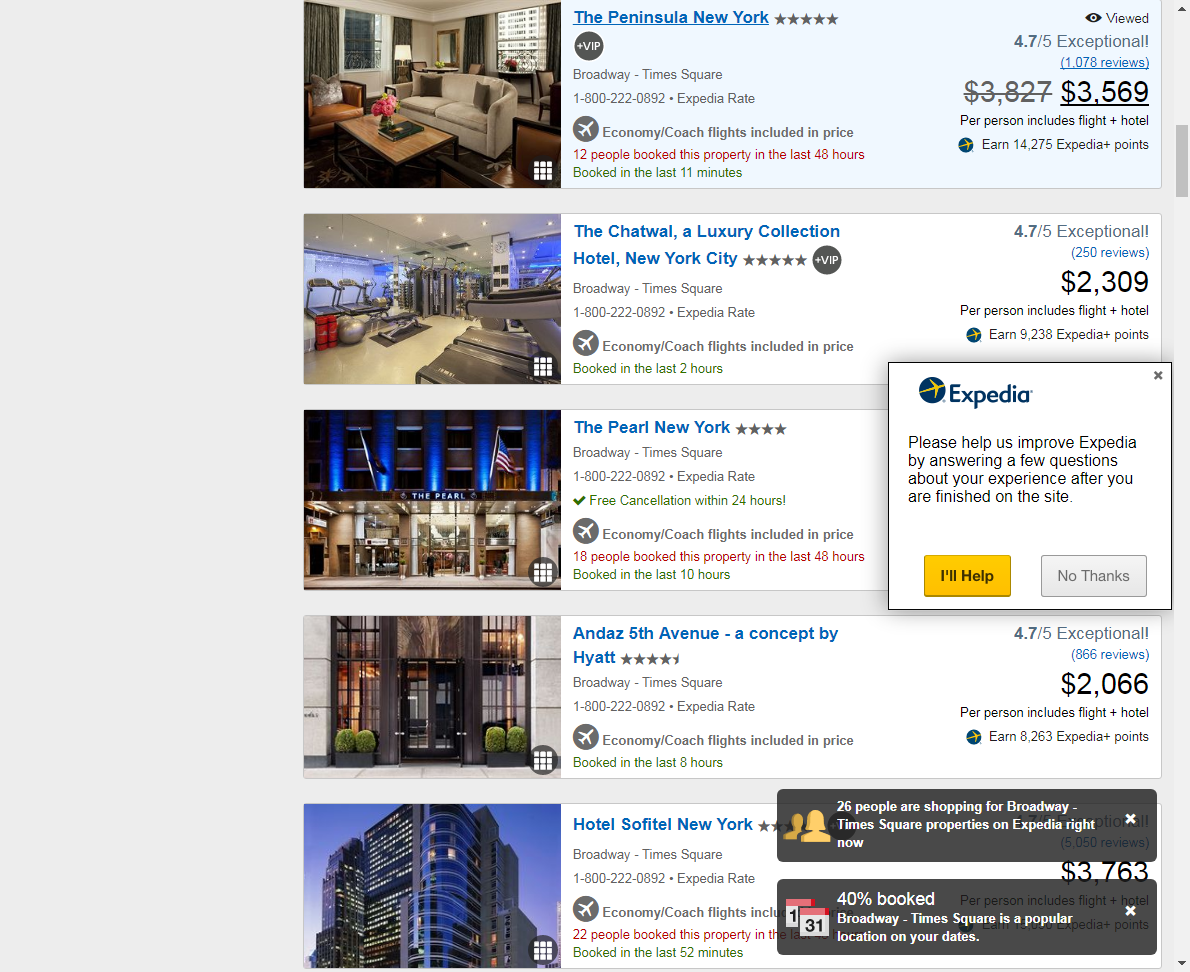 The Peninsula New York
Viewed
+VIP
4.7/5 Exceptional!
(1,078 reviews)
Broadway - Times Square
$3,827 $3,569
1-800-222-0892 • Expedia Rate
Per person includes flight + hotel
Economy/Coach flights included in price
Earn 14,275 Expedia+ points
12 people booked this property in the last 48 hours
Booked in the last 11 minutes
The Chatwal, a Luxury Collection
Hotel, New York City
+VIP
4.7/5 Exceptional!
(250 reviews)
$2,309
Broadway - Times Square
1-800-222-0892 • Expedia Rate
Per person includes flight + hotel
Earn 9,238 Expedia+ points
Economy/Coach flights included in price
Booked in the last 2 hours
THE PEARL
The Pearl New York
Broadway - Times Square
1-800-222-0892 • Expedia Rate
Free Cancellation within 24 hours!
Economy/Coach flights included in price
18 people booked this property in the last 48 hours
Booked in the last 10 hours
Expedia
Please help us improve Expedia
by answering a few questions
about your experience after you
are finished on the site.
I'll Help
No Thanks
Andaz 5th Avenue - a concept by
Hyatt
4.7/5 Exceptional!
(866 reviews)
$2,066
Broadway - Times Square
1-800-222-0892 • Expedia Rate
Per person includes flight + hotel
Earn 8,263 Expedia+ points
Economy/Coach flights included in price
Booked in the last 8 hours
Hotel Sofitel New York
Broadway - Times Square
1-800-222-0892 • Expedia Rate
(5,050 reviews)
$3,763
Economy/Coach flights
22 people booked this property in the
Booked in the last 52 minutes
Per person includes flight + hotel
26 people are shopping for Broadway -
Times Square properties on Expedia right
now
1
31
40% booked
Broadway - Times Square is a popular
location on your dates.